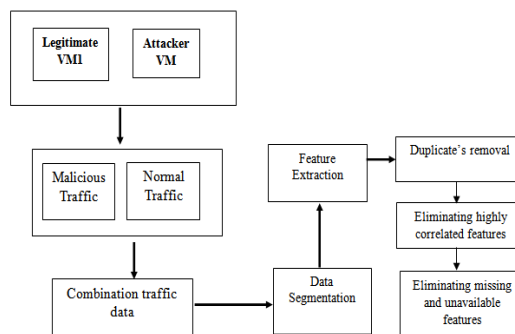 Legitimate
VM1
Attacker
VM
Malicious
Traffic
Normal
Traffic
Combination traffic
data
Data
Segmentation
Feature
Extraction
Duplicate's removal
Eliminating highly
correlated features
Eliminating missing
and unavailable
features